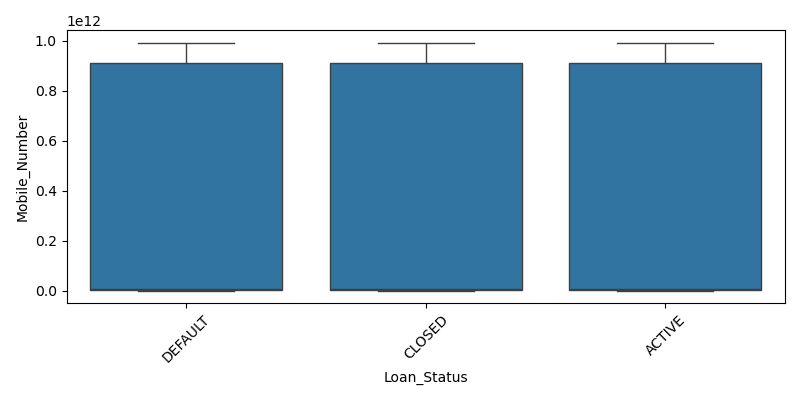 1e12
1.0
0.8
0.6
0.4
0.2
0.0
Mobile_Number
DEFAULT
CLOSED
ACTIVE
Loan_Status